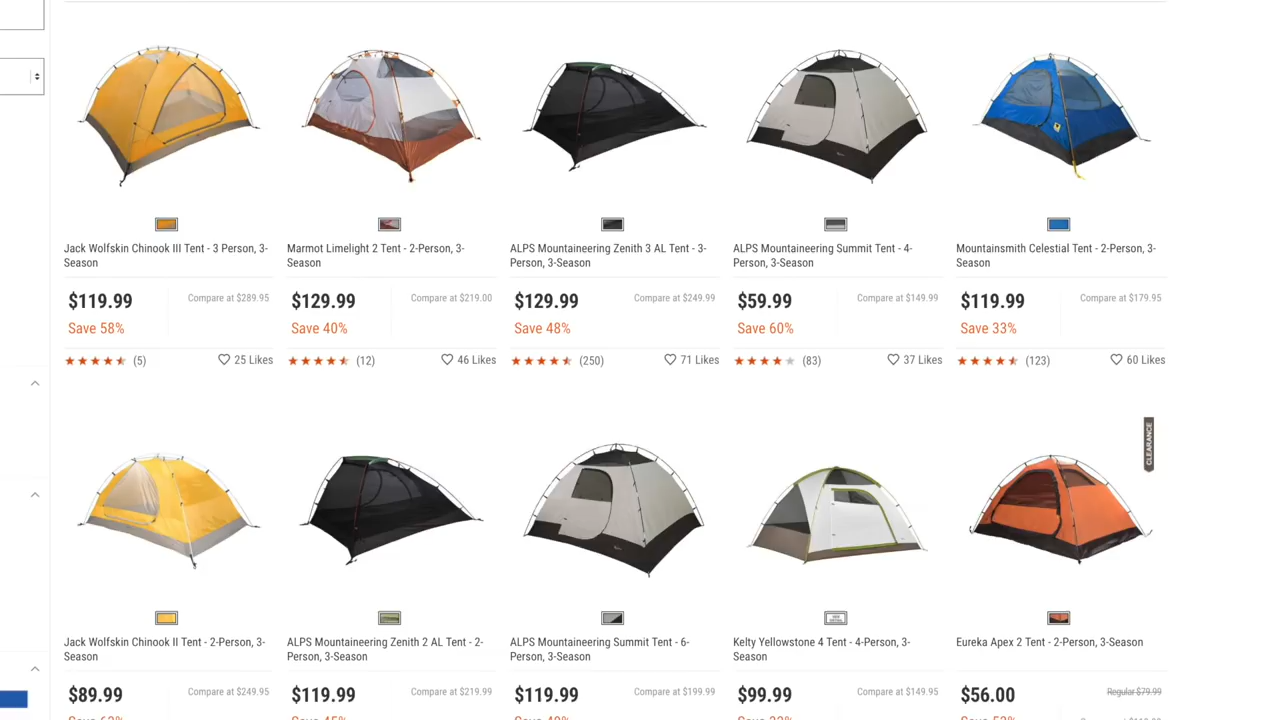 Jack Wolfskin Chinook III Tent - 3 Person, 3-
Season
$119.99
Compare at $289.95
Save 58%
(5)
25 Likes
Marmot Limelight 2 Tent - 2-Person, 3-
Season
$129.99
Compare at $219.00
Save 40%
(12)
46 Likes
ALPS Mountaineering Zenith 3 AL Tent - 3-
Person, 3-Season
$129.99
Compare at $249.99
Save 48%
(250)
71 Likes
ALPS Mountaineering Summit Tent - 4-
Person, 3-Season
$59.99
Compare at $149.99
Save 60%
(83)
37 Likes
Mountainsmith Celestial Tent - 2-Person, 3-
Season
$119.99
Compare at $179.95
Save 33%
(123)
60 Likes
Jack Wolfskin Chinook II Tent - 2-Person, 3-
Season
$89.99
Compare at $249.95
ALPS Mountaineering Zenith 2 AL Tent - 2-
Person, 3-Season
$119.99
Compare at $219.99
ALPS Mountaineering Summit Tent - 6-
Person, 3-Season
$119.99
Compare at $199.99
Kelty Yellowstone 4 Tent - 4-Person, 3-
Season
$99.99
Compare at $149.95
CLEARANCE
Eureka Apex 2 Tent - 2-Person, 3-Season
$56.00
Regular $79.99